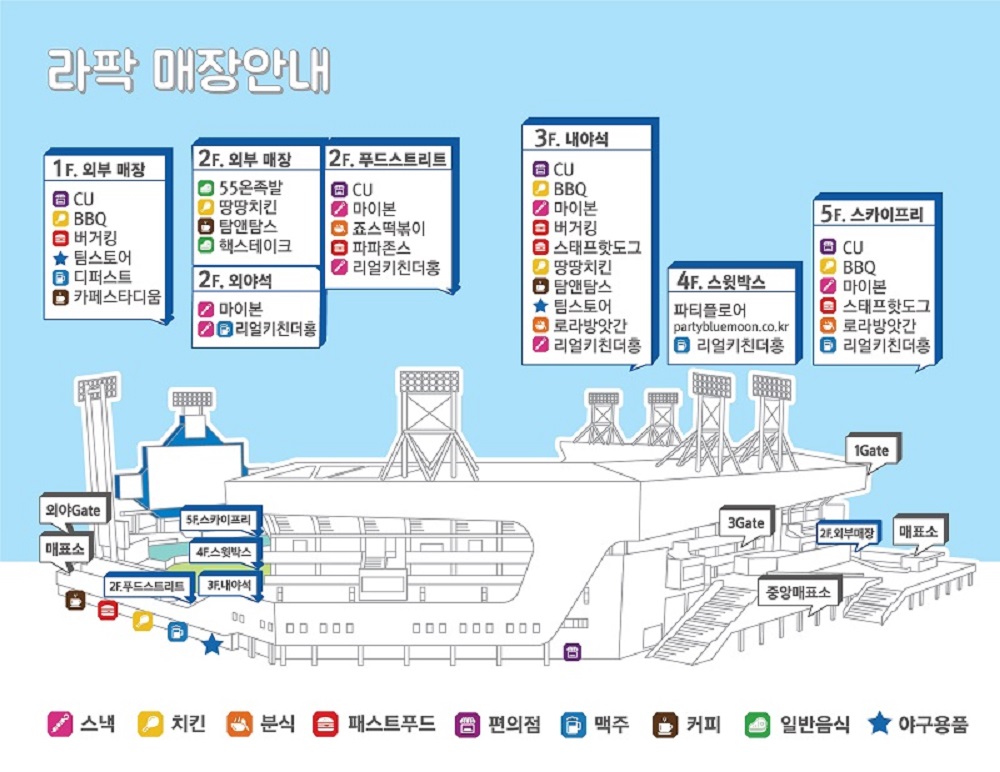 라팍 매장안내
1F. 외부 매장
CU
BBQ
버거킹
팀스토어
디퍼스트
카페스타디움
2F. 외부 매장
55온족발
땅땅치킨
탐앤탐스
핵스테이크
2F. 외야석
마이본
리얼키친더홍
2F. 푸드스트리트
CU
마이본
죠스떡볶이
파파존스
리얼키친더홍
3F. 내야석
CU
BBQ
마이본
버거킹
스태프핫도그
땅땅치킨
탐앤탐스
팀스토어
로라방앗간
리얼키친더홍
4F. 스윗박스
파티플로어
partybluemoon.co.kr
리얼키친더홍
5F. 스카이프리
CU
BBQ
마이본
스태프핫도그
로라방앗간
리얼키친더홍
1Gate
외야Gate
매표소
5F.스카이프리
4F.스윗박스
2F.푸드스트리트
3F.내야석
3Gate
2F.외부매장
매표소
중앙매표소
스낵
치킨
분식
패스트푸드
편의점
맥주
커피
일반음식
야구용품